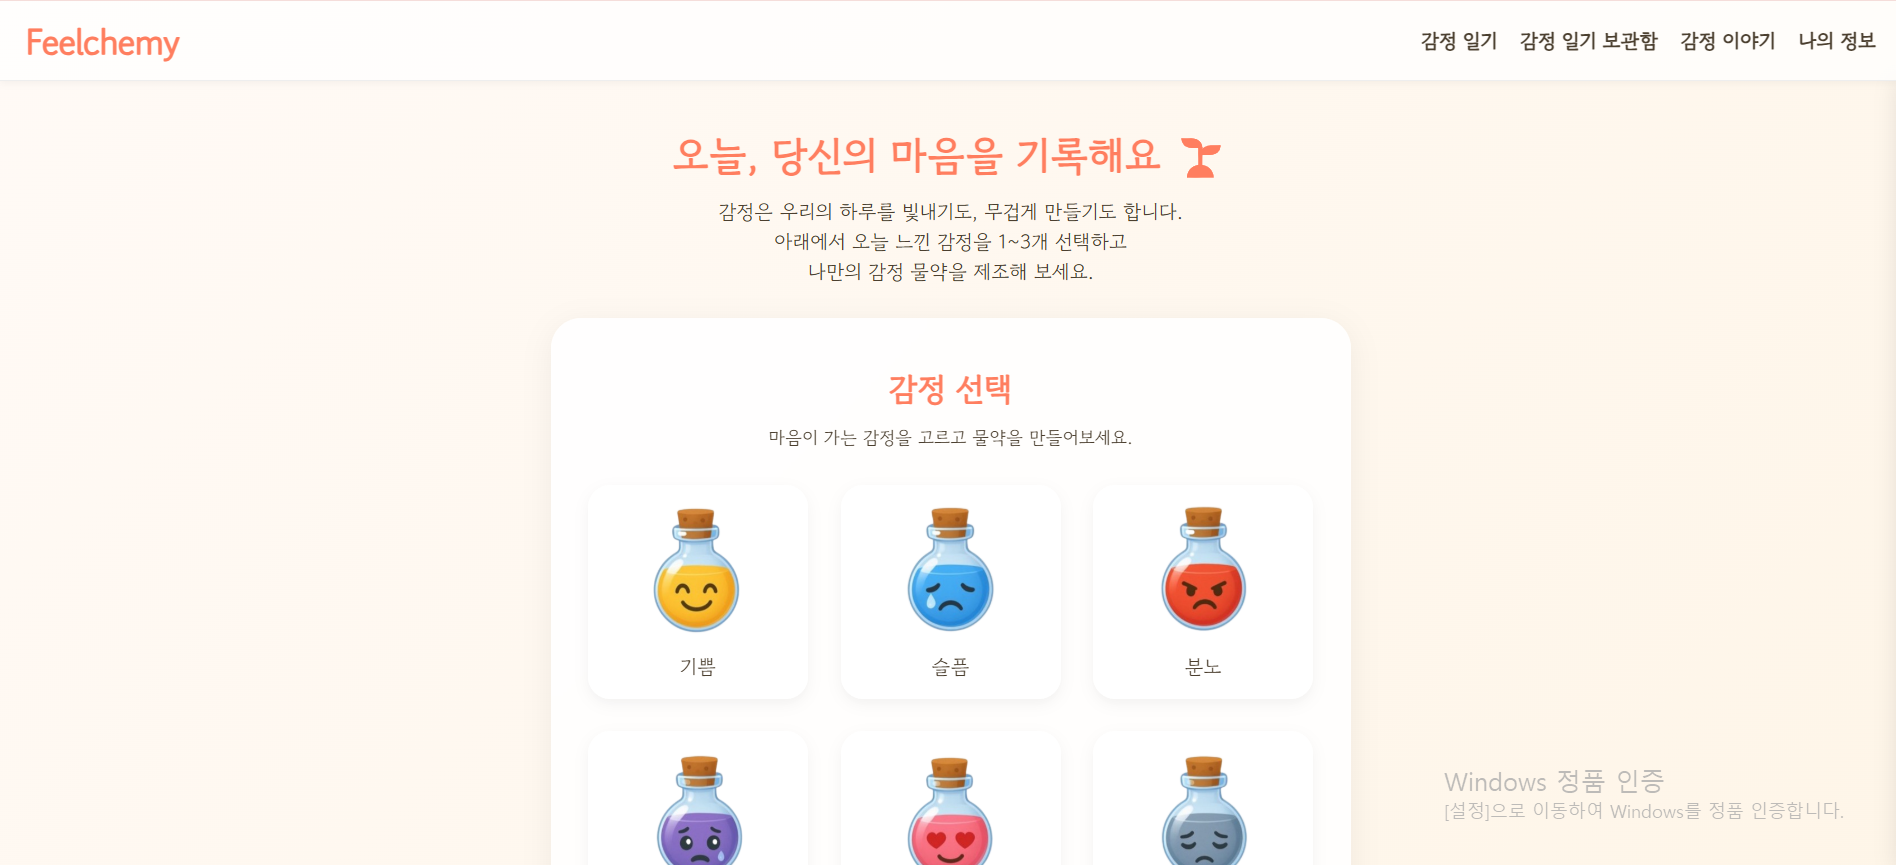 Feelchemy
감정 일기 감정 일기 보관함 감정 이야기 나의 정보
오늘, 당신의 마음을 기록해요
감정은 우리의 하루를 빛내기도, 무겁게 만들기도 합니다.
아래에서 오늘 느낀 감정을 1~3개 선택하고
나만의 감정 물약을 제조해 보세요.
감정 선택
마음이 가는 감정을 고르고 물약을 만들어보세요.
기쁨 슬픔 분노
Windows 정품 인증
[설정]으로 이동하여 Windows를 정품 인증합니다.